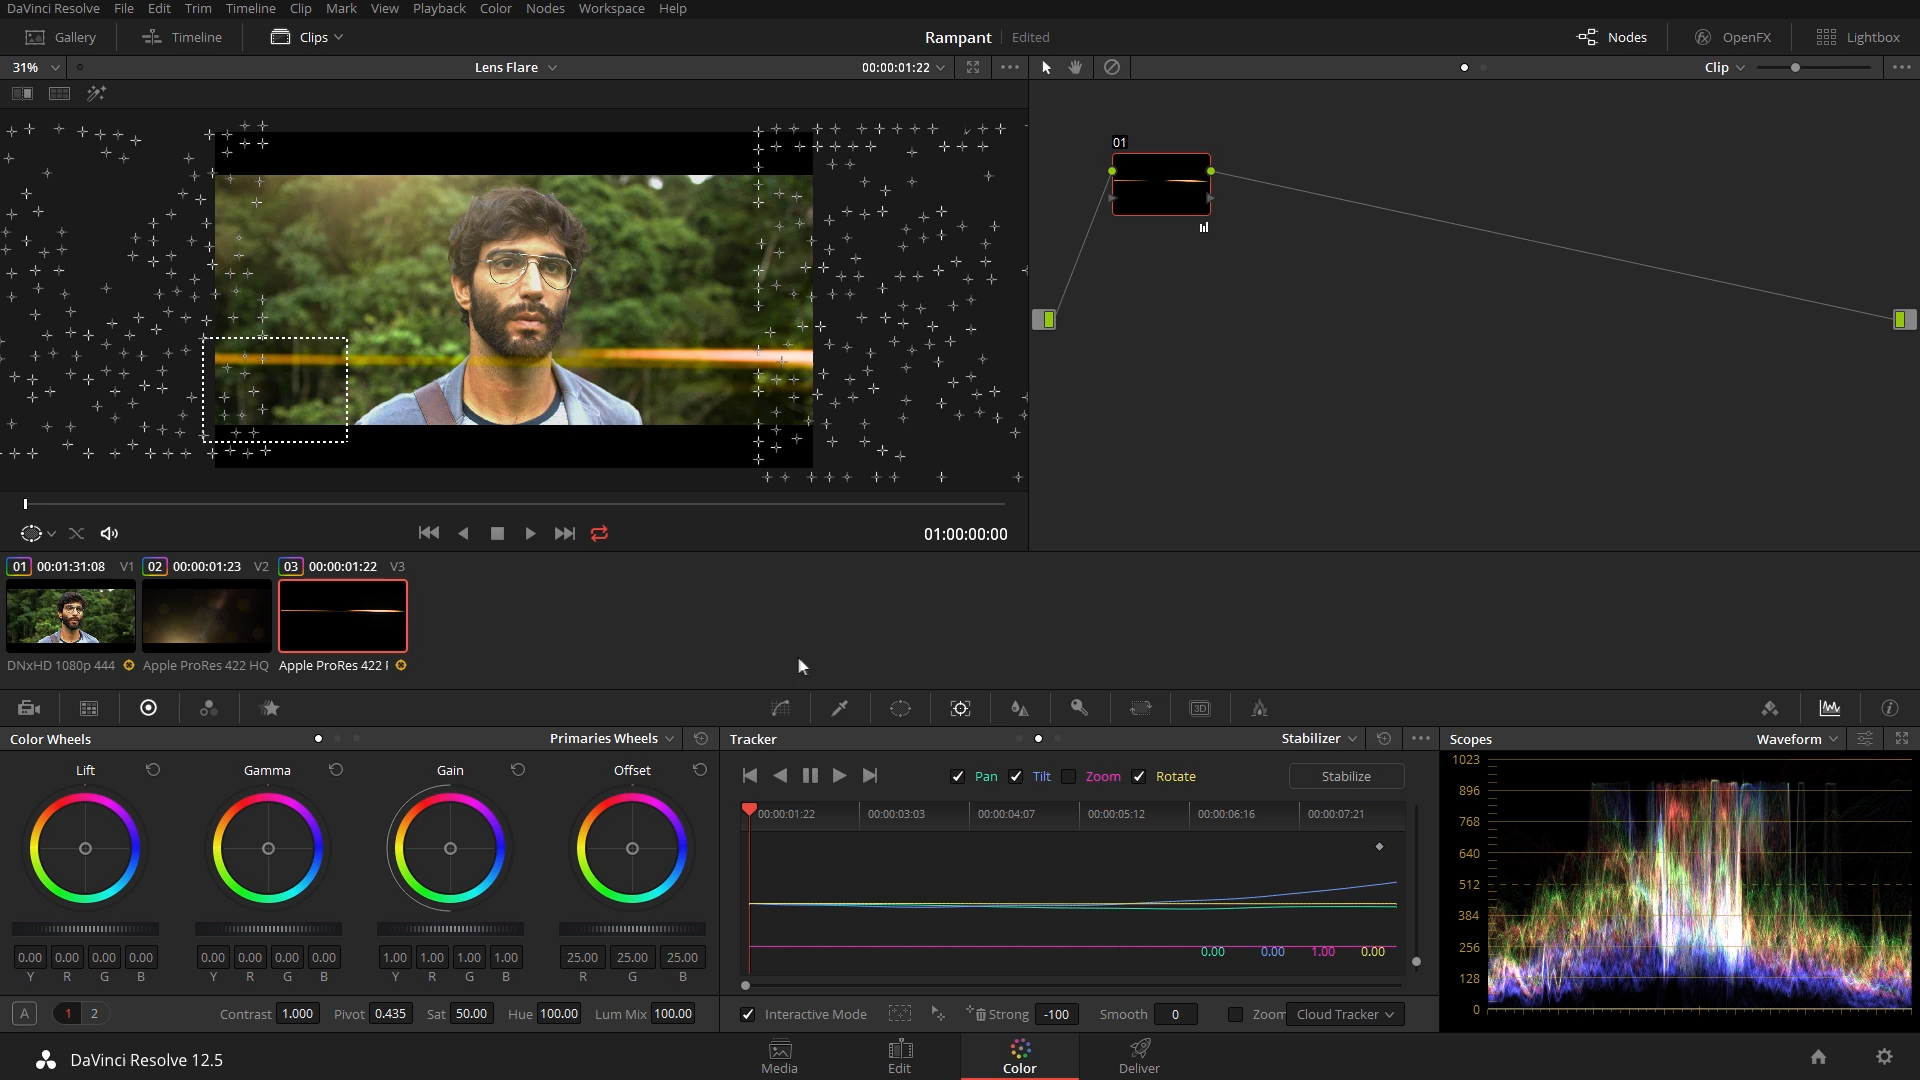 DaVinci Resolve File Edit Trim Timeline Clip Mark View Playback Color Nodes Workspace Help
Gallery Timeline Clips Rampant Edited Nodes OpenFX Lightbox
31% Lens Flare 00:00:01:22 Clip
01
01:00:00:00
01 00:01:31:08 V1 02 00:00:01:23 V2 03 00:00:01:22 V3
DNxHD 1080p 444 Apple ProRes 422 HQ Apple ProRes 422
3D
Color Wheels Primaries Wheels Tracker Stabilizer Scopes Waveform
Lift Gamma Gain Offset
Pan Tilt Zoom Rotate Stabilize
00:00:01:22 00:00:03:03 00:00:04:07 00:00:05:12 00:00:06:16 00:00:07:21
0.00 0.00 1.00 0.00
1023
896
768
640
512
384
256
128
0
0.00 0.00 0.00 0.00 0.00 0.00 0.00 0.00 1.00 1.00 1.00 1.00 25.00 25.00 25.00
Y R G B Y R G B Y R G B R G B
A 1 2 Contrast 1.000 Pivot 0.435 Sat 50.00 Hue 100.00 Lum Mix 100.00
Interactive Mode Strong -100 Smooth 0 Zoom Cloud Tracker
DaVinci Resolve 12.5
Media Edit Color Deliver